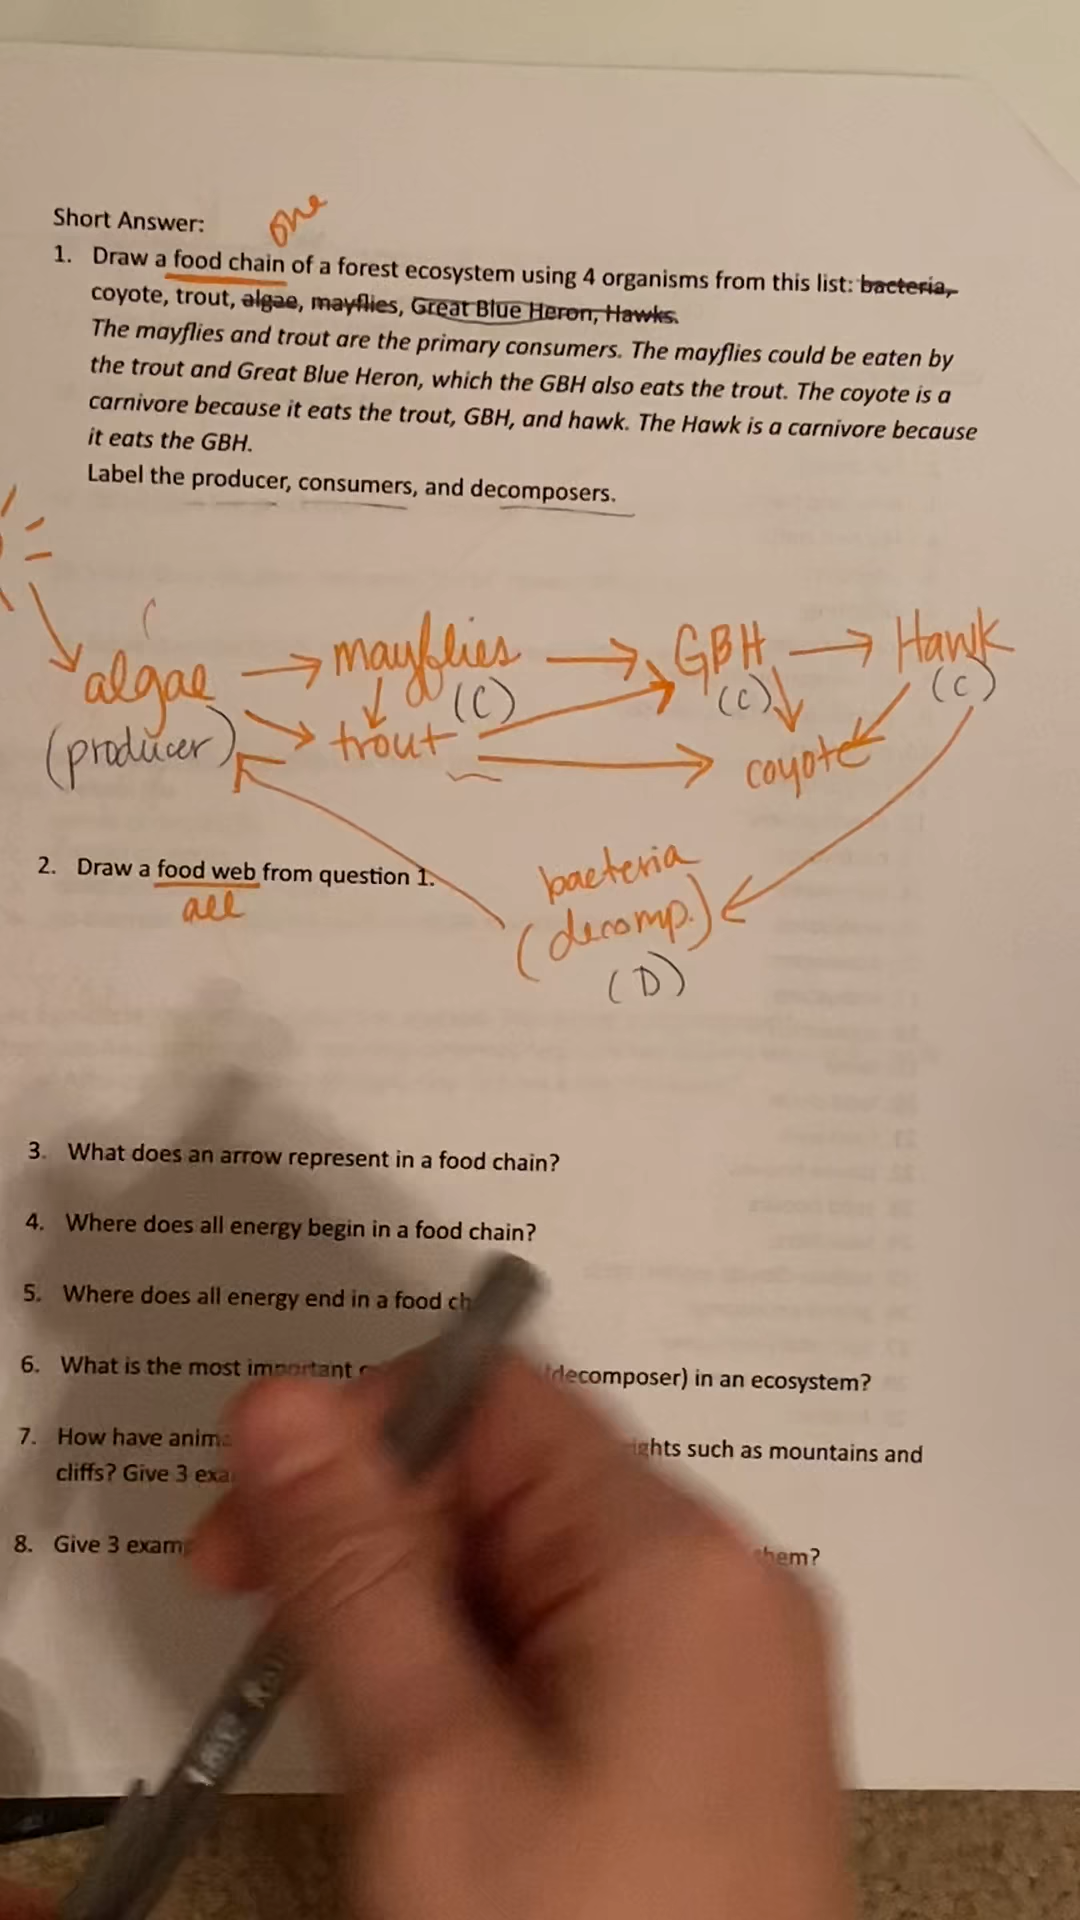 one
Short Answer:
1. Draw a food chain of a forest ecosystem using 4 organisms from this list: bacteria,
coyote, trout, algae, mayflies, Great Blue Heron, Hawks.
The mayflies and trout are the primary consumers. The mayflies could be eaten by
the trout and Great Blue Heron, which the GBH also eats the trout. The coyote is a
carnivore because it eats the trout, GBH, and hawk. The Hawk is a carnivore because
it eats the GBH.
Label the producer, consumers, and decomposers.
algae → mayflies → GBH → Hawk
(C) (C) (C)
(producer) trout coyote
2. Draw a food web from question 1.
all
bacteria
(decomp.)
(D)
3. What does an arrow represent in a food chain?
4. Where does all energy begin in a food chain?
5. Where does all energy end in a food
6. What is the most important decomposer) in an ecosystem?
7. How have such as mountains and
cliffs? Give 3
8. Give 3